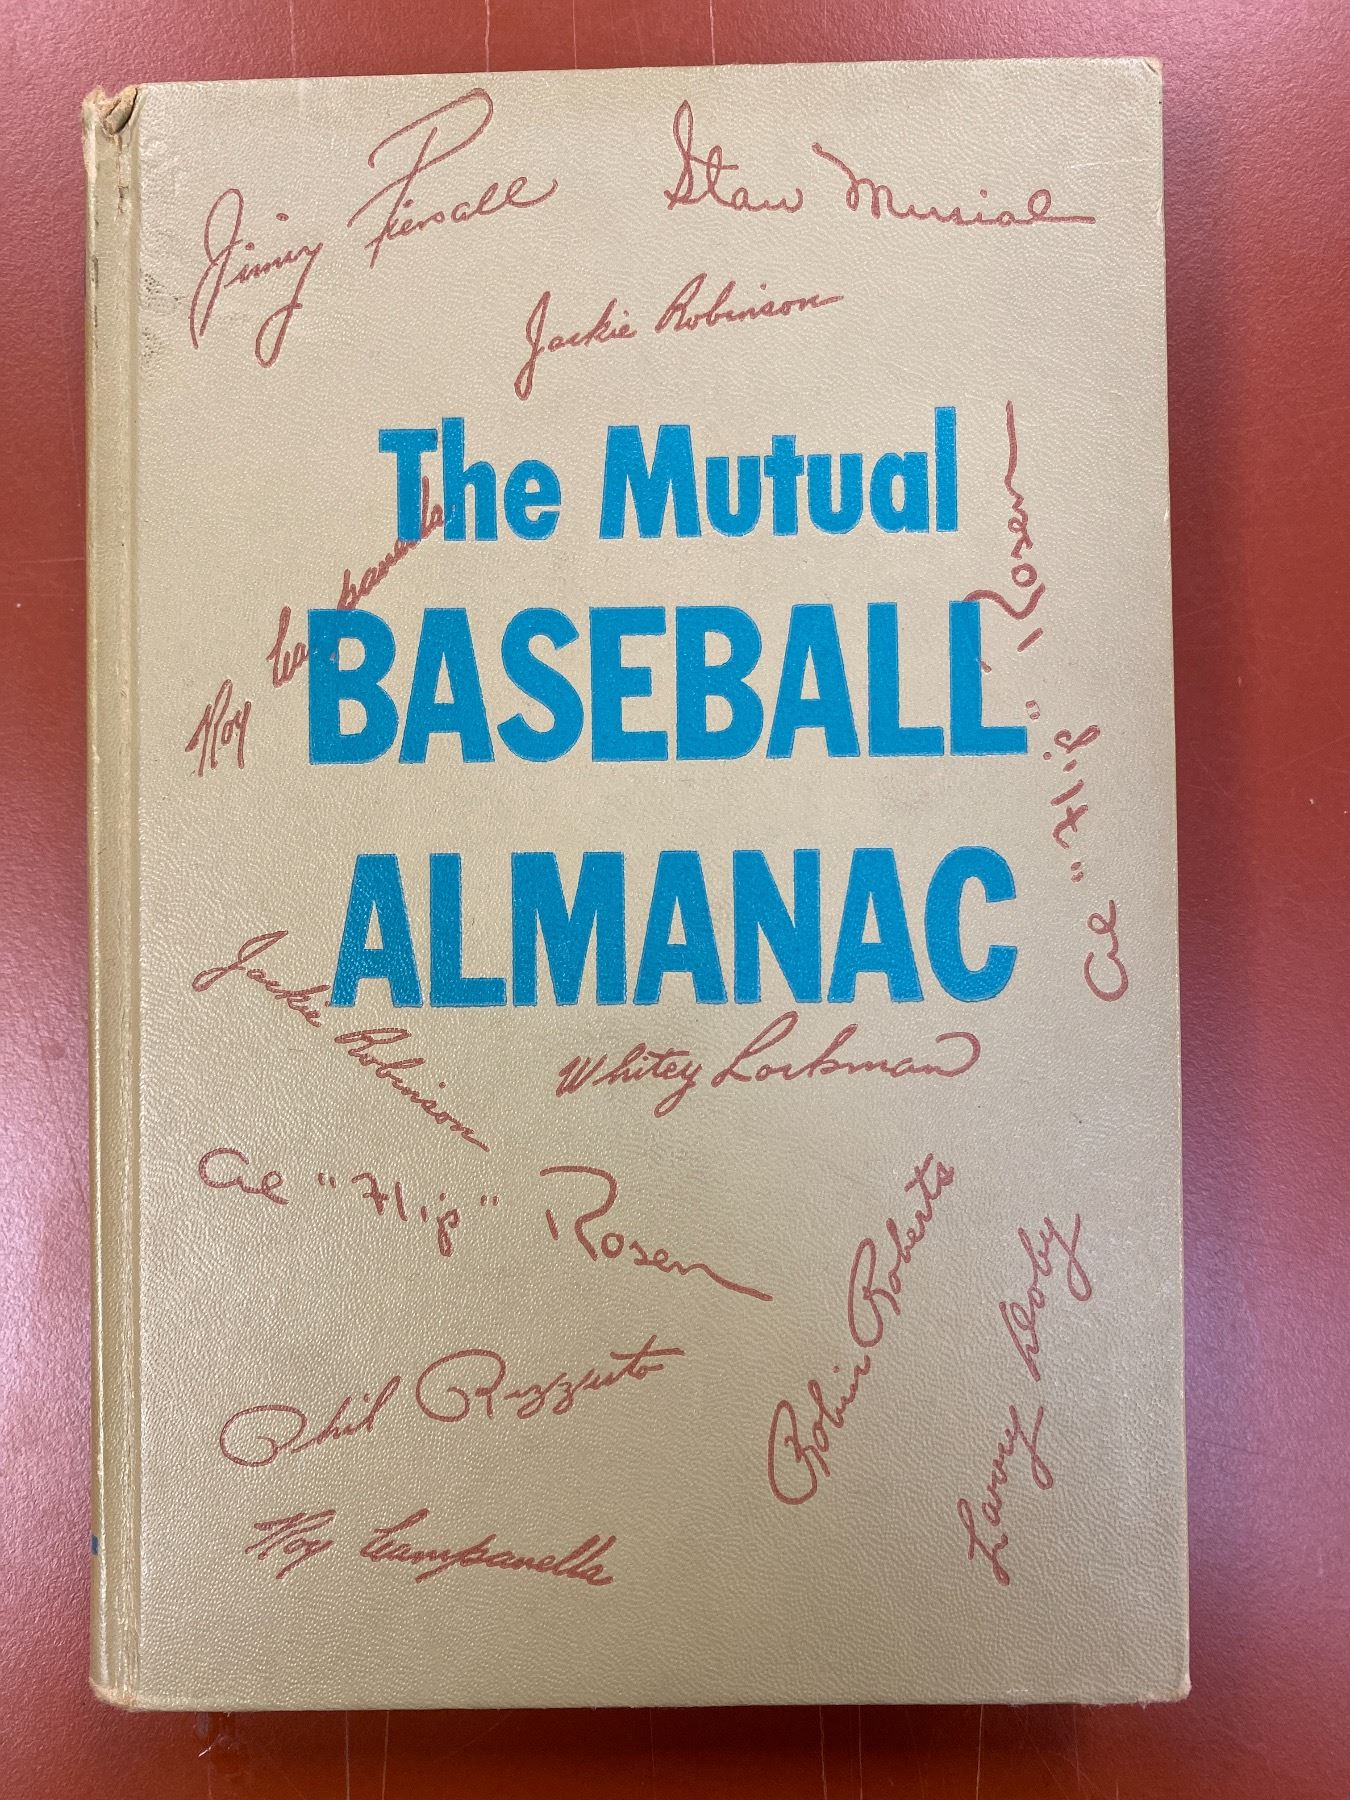 Jimmy Piersall
Stan Musial
Jackie Robinson
The Mutual
BASEBALL
ALMANAC
Roy Campanella
Al "Flip" Rosen
Jackie Robinson
Whitey Lockman
Al "Flip" Rosen
Robin Roberts
Larry Doby
Phil Rizzuto
Roy Campanella